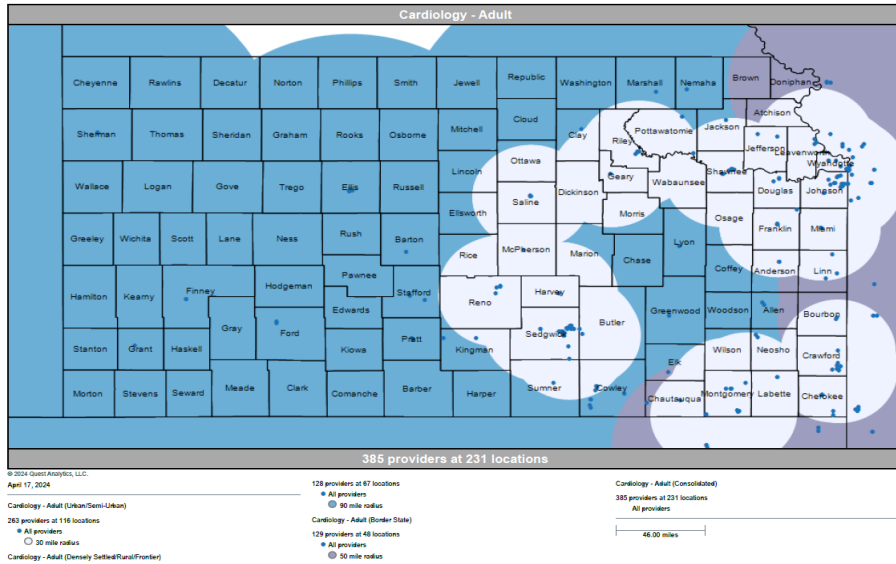 Cardiology - Adult
Cheyenne Rawlins Decatur Norton Phillips Smith Jewell Republic Washington Marshall Nemaha Brown Doniphan
Atchison
Sherman Thomas Sheridan Graham Rooks Osborne Mitchell Cloud Clay Riley Pottawatomie Jackson Jefferson Leavenworth
Wyandotte
Wallace Logan Gove Trego Ellis Russell Lincoln Ottawa Geary Wabaunsee Shawnee Douglas Johnson
Saline Dickinson
Ellsworth Morris Osage
Greeley Wichita Scott Lane Ness Rush Barton Rice McPherson Marion Chase Lyon Franklin Miami
Coffey Anderson Linn
Hamilton Kearny Finney Hodgeman Pawnee Stafford Reno Harvey
Edwards Butler Greenwood Woodson Allen Bourbon
Gray Ford Sedgwick
Stanton Grant Haskell Kiowa Pratt Kingman Elk Wilson Neosho Crawford
Morton Stevens Seward Meade Clark Comanche Barber Harper Sumner Cowley Chautauqua Montgomery Labette Cherokee
385 providers at 231 locations
© 2024 Quest Analytics, LLC.
April 17, 2024
Cardiology - Adult (Urban/Semi-Urban)
263 providers at 116 locations
All providers
30 mile radius
Cardiology - Adult (Densely Settled/Rural/Frontier)
128 providers at 67 locations
All providers
90 mile radius
Cardiology - Adult (Border State)
129 providers at 48 locations
All providers
50 mile radius
Cardiology - Adult (Consolidated)
385 providers at 231 locations
All providers
46.00 miles